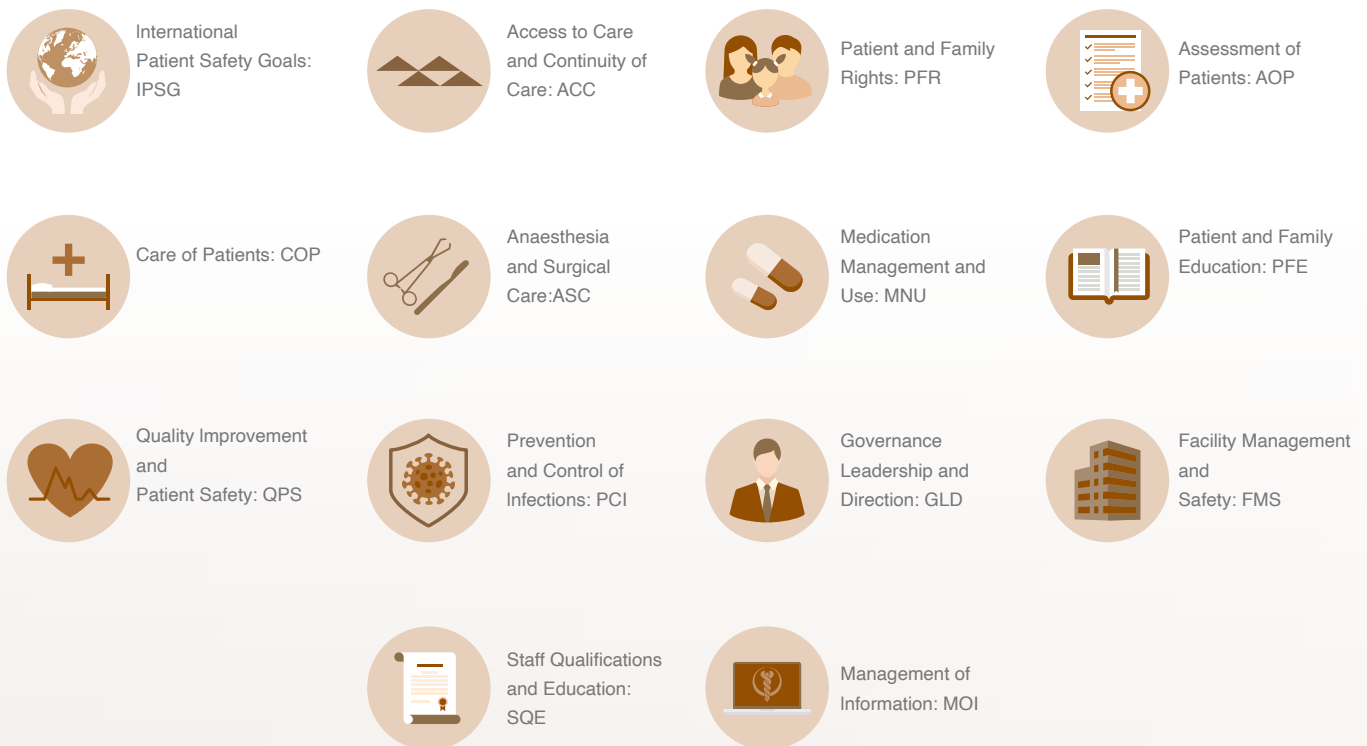 International
Patient Safety Goals:
IPSG
Access to Care
and Continuity of
Care: ACC
Patient and Family
Rights: PFR
Assessment of
Patients: AOP
Care of Patients: COP
Anaesthesia
and Surgical
Care:ASC
Medication
Management and
Use: MNU
Patient and Family
Education: PFE
Quality Improvement
and
Patient Safety: QPS
Prevention
and Control of
Infections: PCI
Governance
Leadership and
Direction: GLD
Facility Management
and
Safety: FMS
Staff Qualifications
and Education:
SQE
Management of
Information: MOI